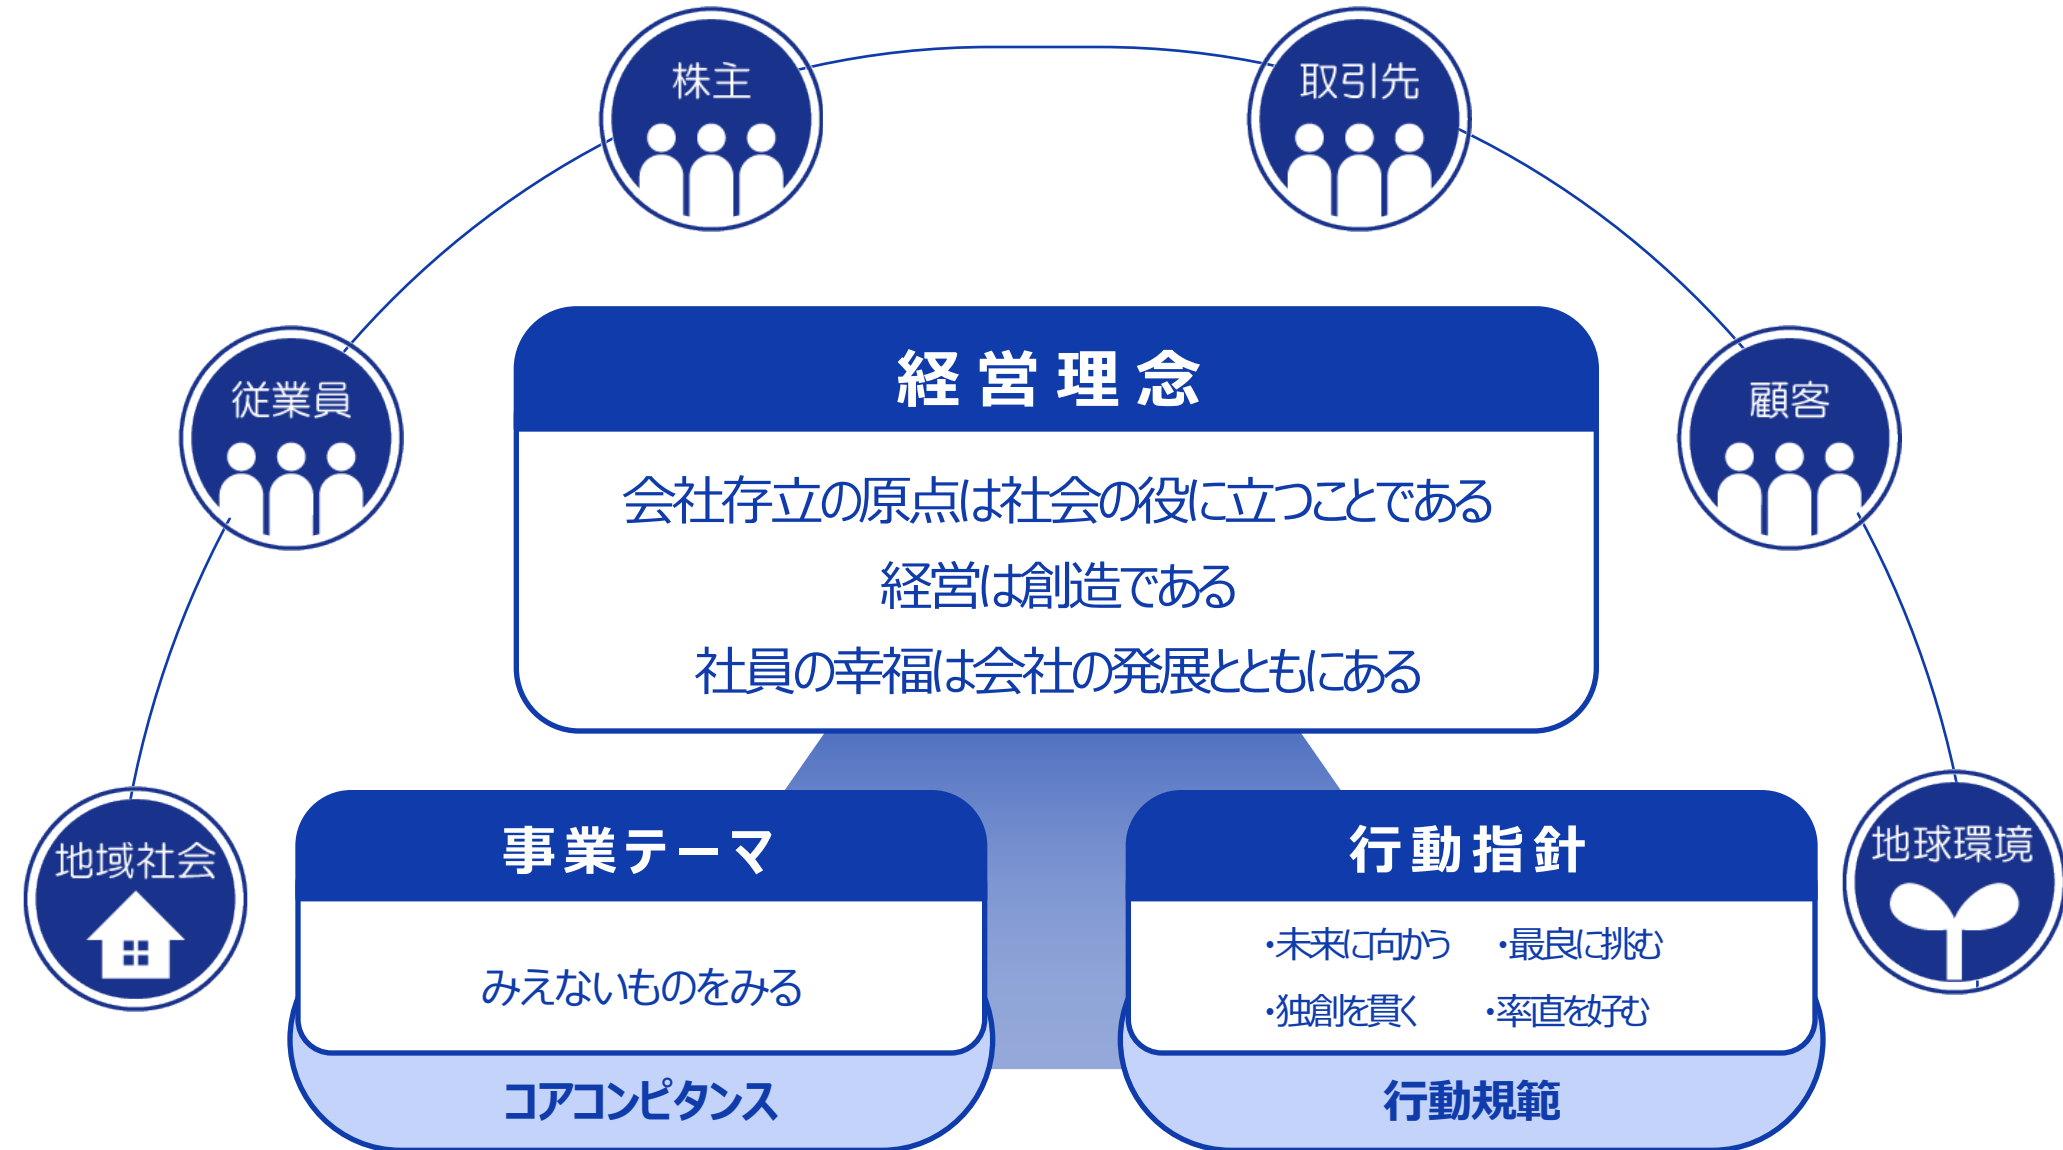 株主
取引先
従業員
顧客
経営理念
会社存立の原点は社会の役に立つことである
経営は創造である
社員の幸福は会社の発展とともにある
地域社会
地球環境
事業テーマ
みえないものをみる
コアコンピタンス
行動指針
・未来に向かう ・最良に挑む
・独創を貫く ・率直を好む
行動規範